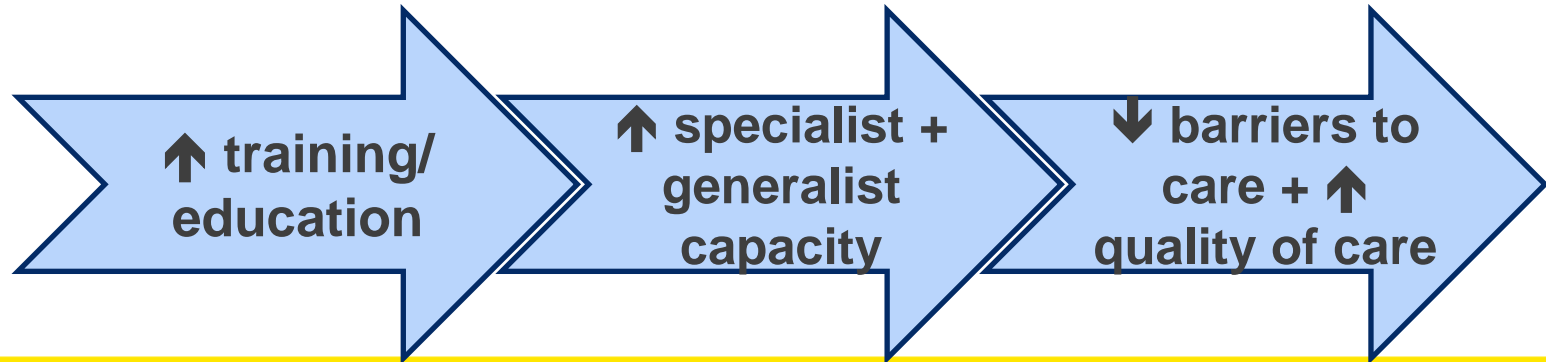 ↑ training/
education
↑ specialist +
generalist
capacity
↓ barriers to
care + ↑
quality of care